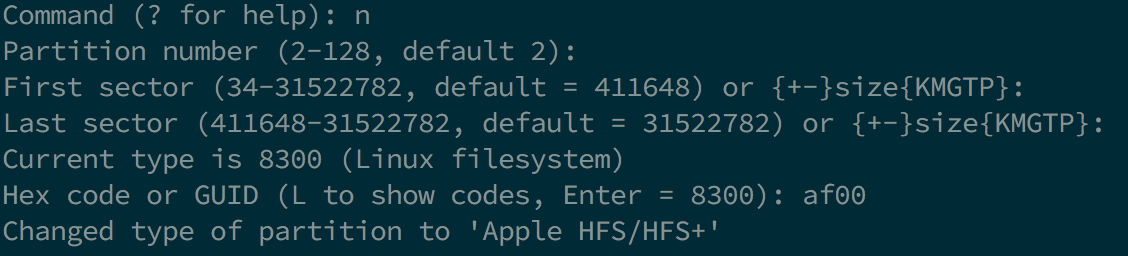 Command (? for help): n
Partition number (2-128, default 2):
First sector (34-31522782, default = 411648) or {+-}size{KMGTP}:
Last sector (411648-31522782, default = 31522782) or {+-}size{KMGTP}:
Current type is 8300 (Linux filesystem)
Hex code or GUID (L to show codes, Enter = 8300): af00
Changed type of partition to 'Apple HFS/HFS+'